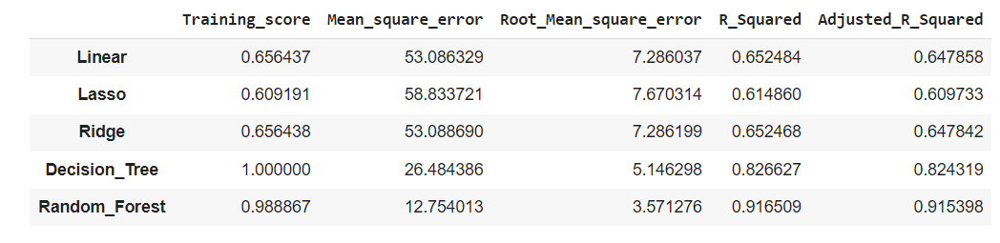 Training_score Mean_square_error Root_Mean_square_error R_Squared Adjusted_R_Squared
Linear 0.656437 53.086329 7.286037 0.652484 0.647858
Lasso 0.609191 58.833721 7.670314 0.614860 0.609733
Ridge 0.656438 53.088690 7.286199 0.652468 0.647842
Decision_Tree 1.000000 26.484386 5.146298 0.826627 0.824319
Random_Forest 0.988867 12.754013 3.571276 0.916509 0.915398